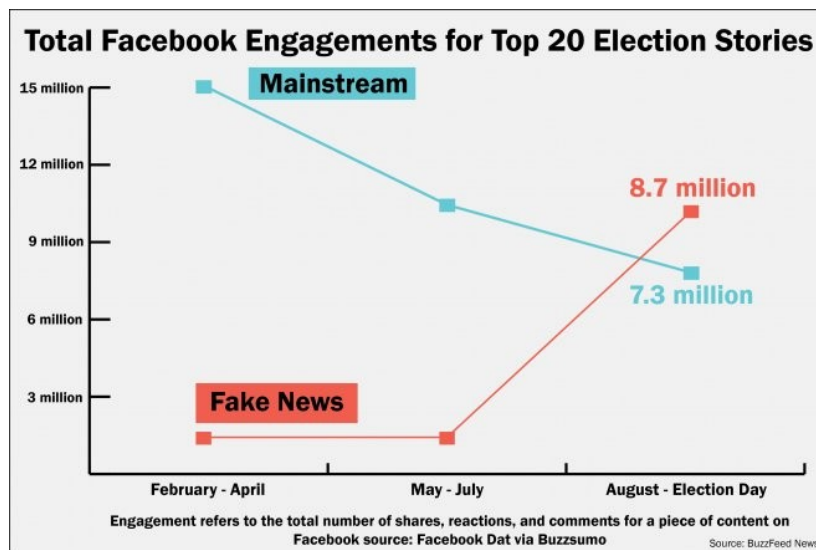 Total Facebook Engagements for Top 20 Election Stories
15 million
Mainstream
12 million
8.7 million
9 million
7.3 million
6 million
3 million
Fake News
February - April
May - July
August - Election Day
Engagement refers to the total number of shares, reactions, and comments for a piece of content on
Facebook source: Facebook Dat via Buzzsumo
Source: BuzzFeed News